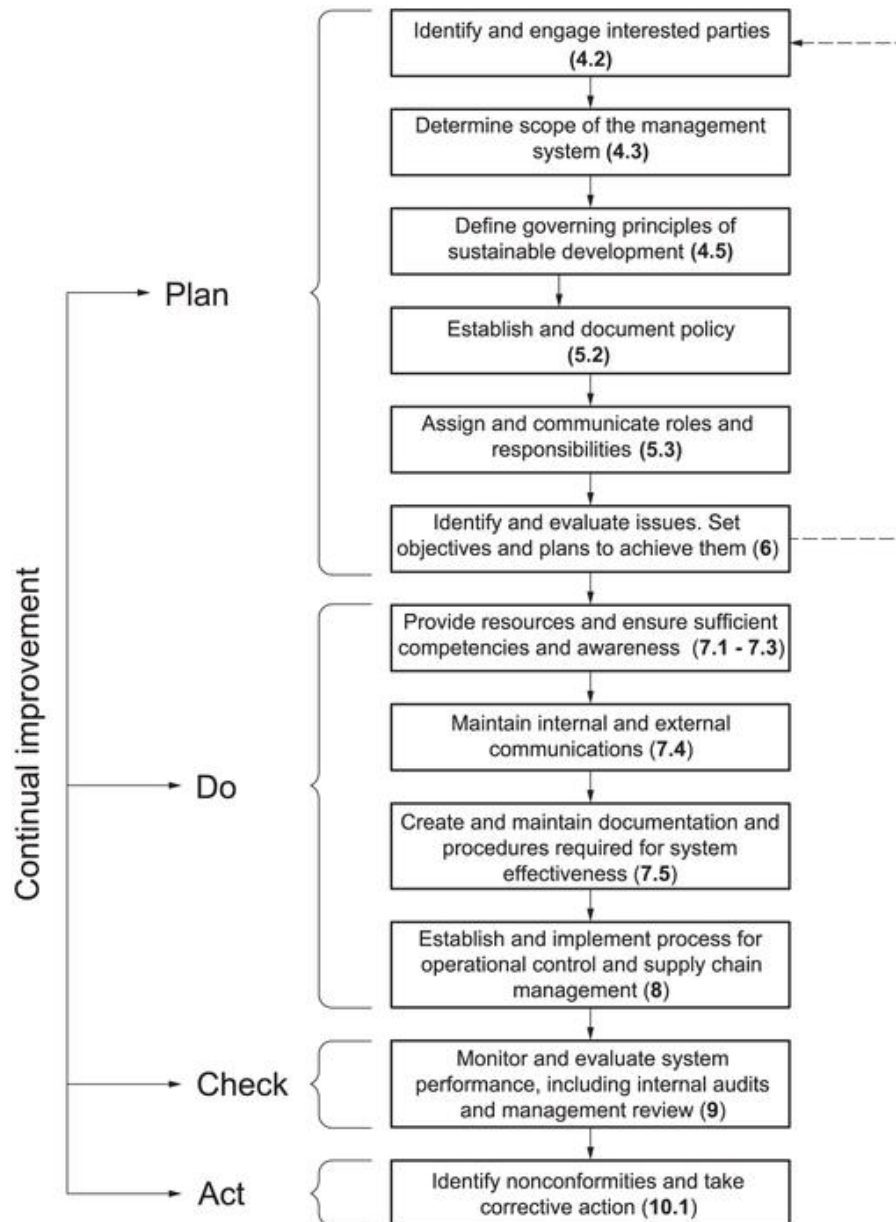 Identify and engage interested parties
(4.2)
Determine scope of the management
system (4.3)
Define governing principles of
sustainable development (4.5)
Plan
Establish and document policy
(5.2)
Assign and communicate roles and
responsibilities (5.3)
Identify and evaluate issues. Set
objectives and plans to achieve them (6)
Continual improvement
Provide resources and ensure sufficient
competencies and awareness (7.1 - 7.3)
Maintain internal and external
communications (7.4)
Do
Create and maintain documentation and
procedures required for system
effectiveness (7.5)
Establish and implement process for
operational control and supply chain
management (8)
Check
Monitor and evaluate system
performance, including internal audits
and management review (9)
Act
Identify nonconformities and take
corrective action (10.1)